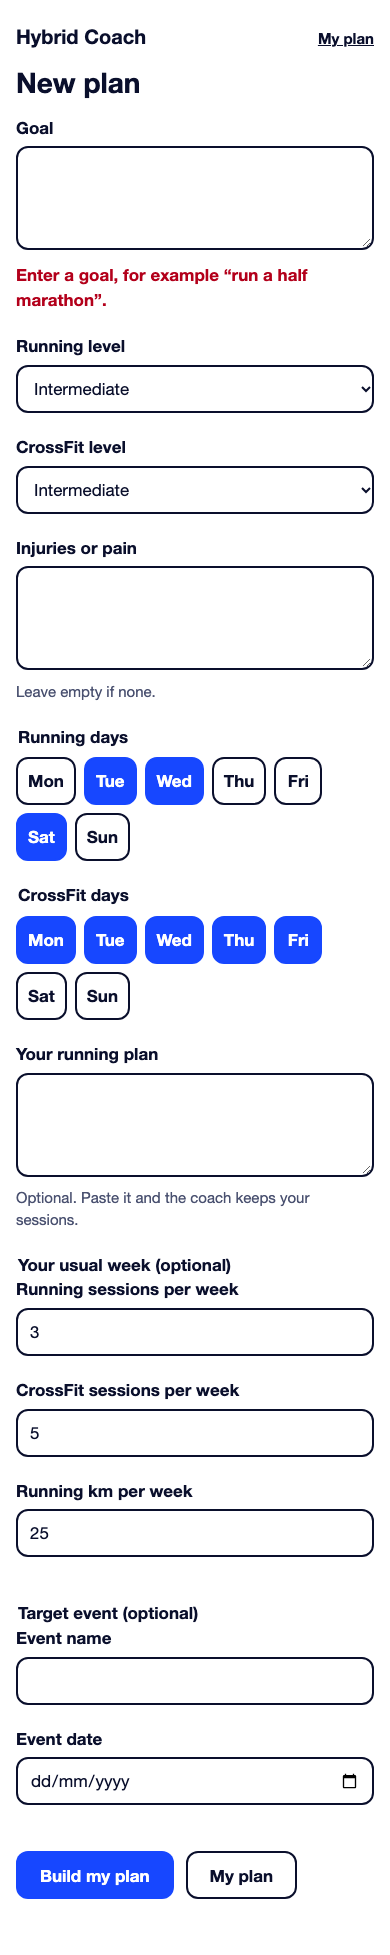 Hybrid Coach
My plan
New plan
Goal
Enter a goal, for example “run a half
marathon”.
Running level
Intermediate
CrossFit level
Intermediate
Injuries or pain
Leave empty if none.
Running days
Mon Tue Wed Thu Fri
Sat Sun
CrossFit days
Mon Tue Wed Thu Fri
Sat Sun
Your running plan
Optional. Paste it and the coach keeps your
sessions.
Your usual week (optional)
Running sessions per week
3
CrossFit sessions per week
5
Running km per week
25
Target event (optional)
Event name
Event date
dd/mm/yyyy
Build my plan My plan